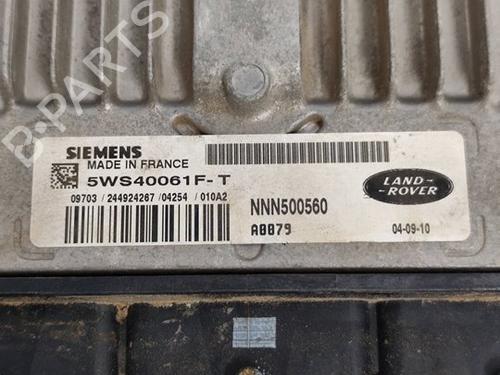 B-PARTS
SIEMENS
MADE IN FRANCE
5WS40061F-T
09703 / 244924267 / 04254 / 010A2
NNN500560
A0079
LAND-
-ROVER
04-09-10